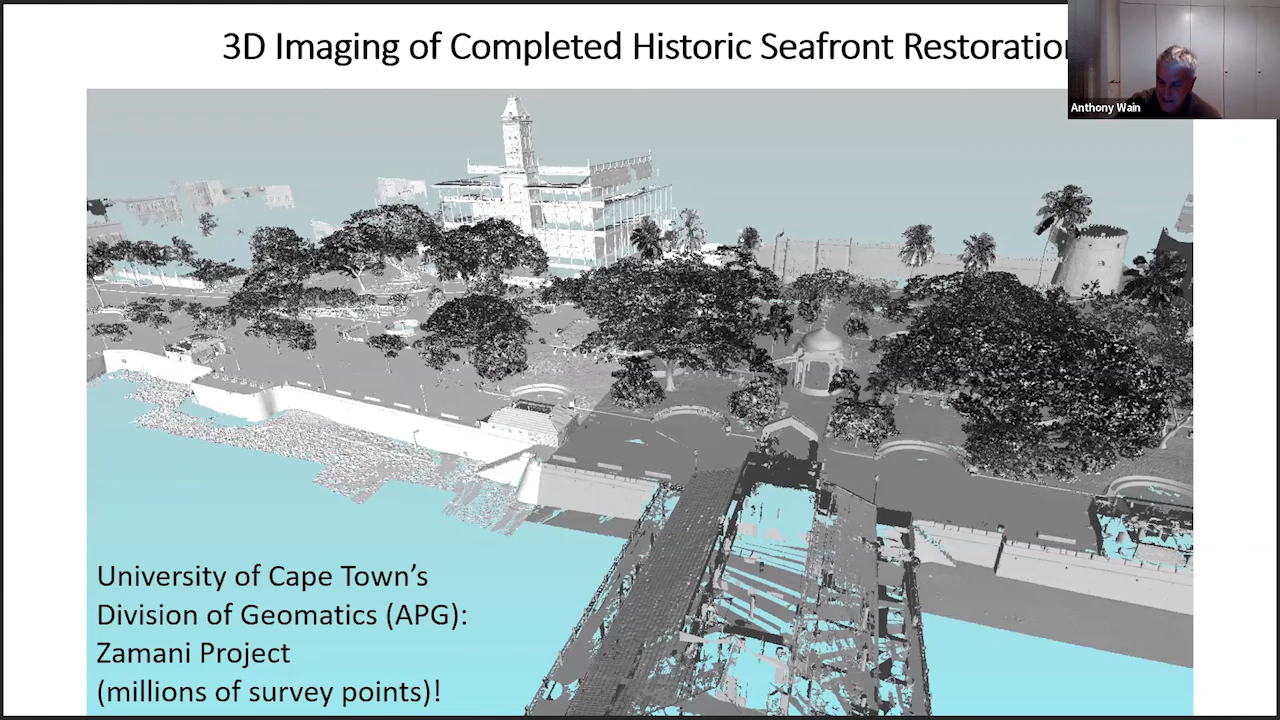 3D Imaging of Completed Historic Seafront Restoration
Anthony Wain
University of Cape Town’s
Division of Geomatics (APG):
Zamani Project
(millions of survey points)!